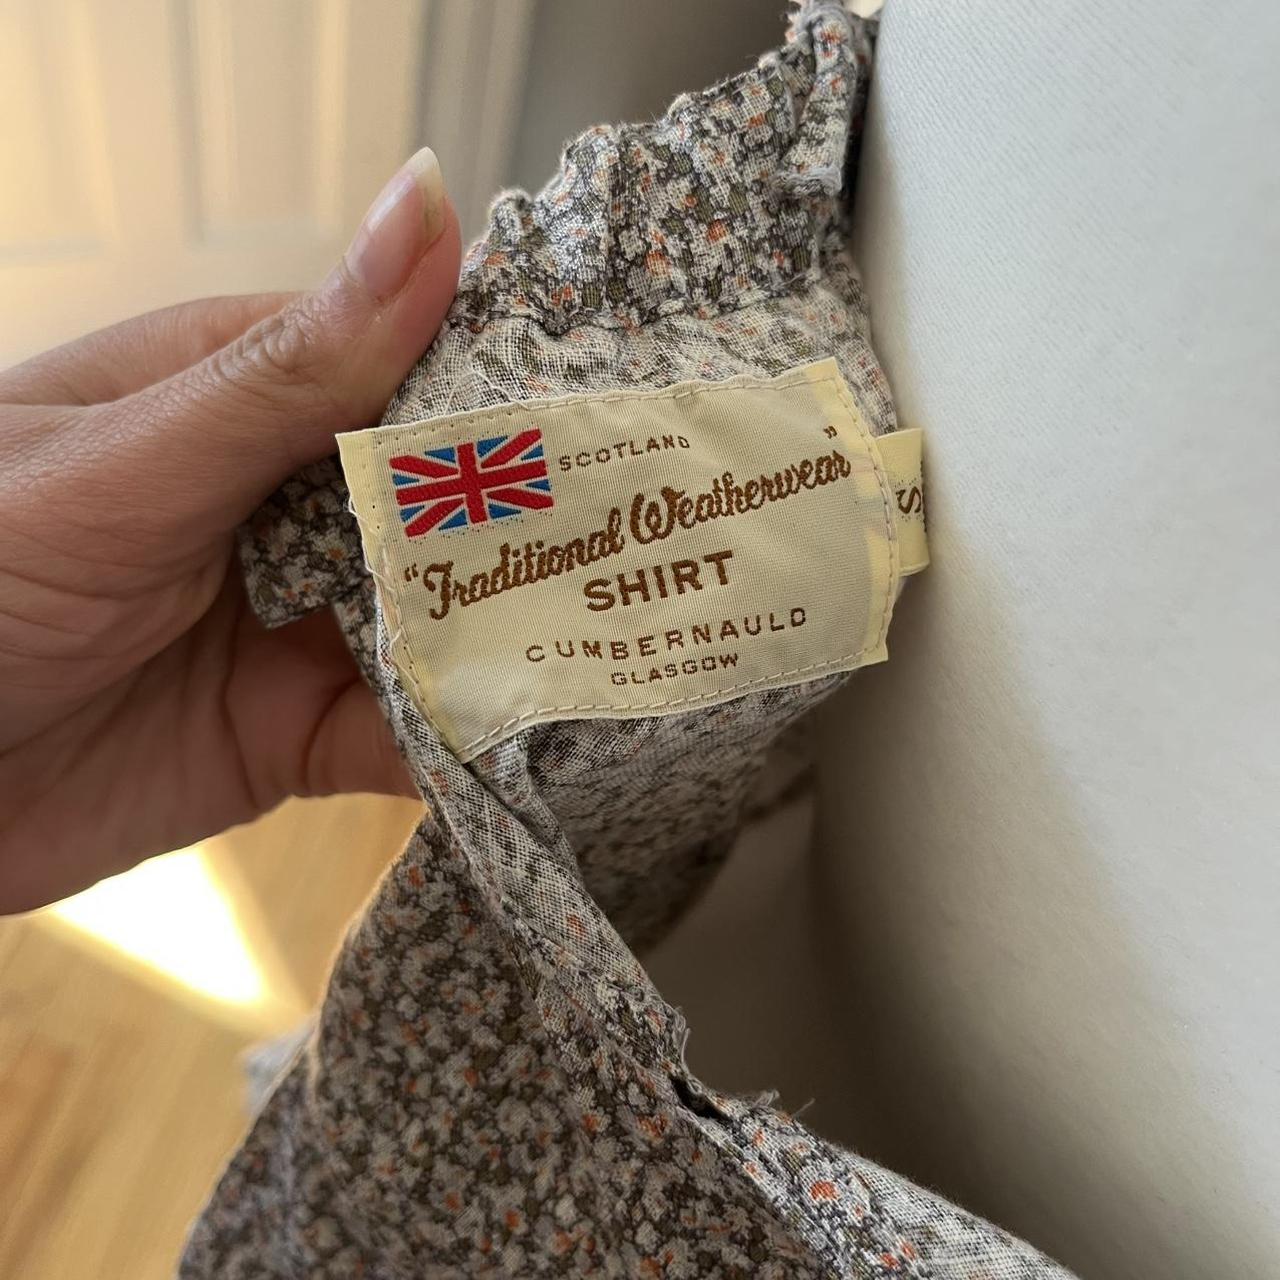 SCOTLAND
"Traditional Weatherwear"
SHIRT
CUMBERNAULD
GLASGOW
S